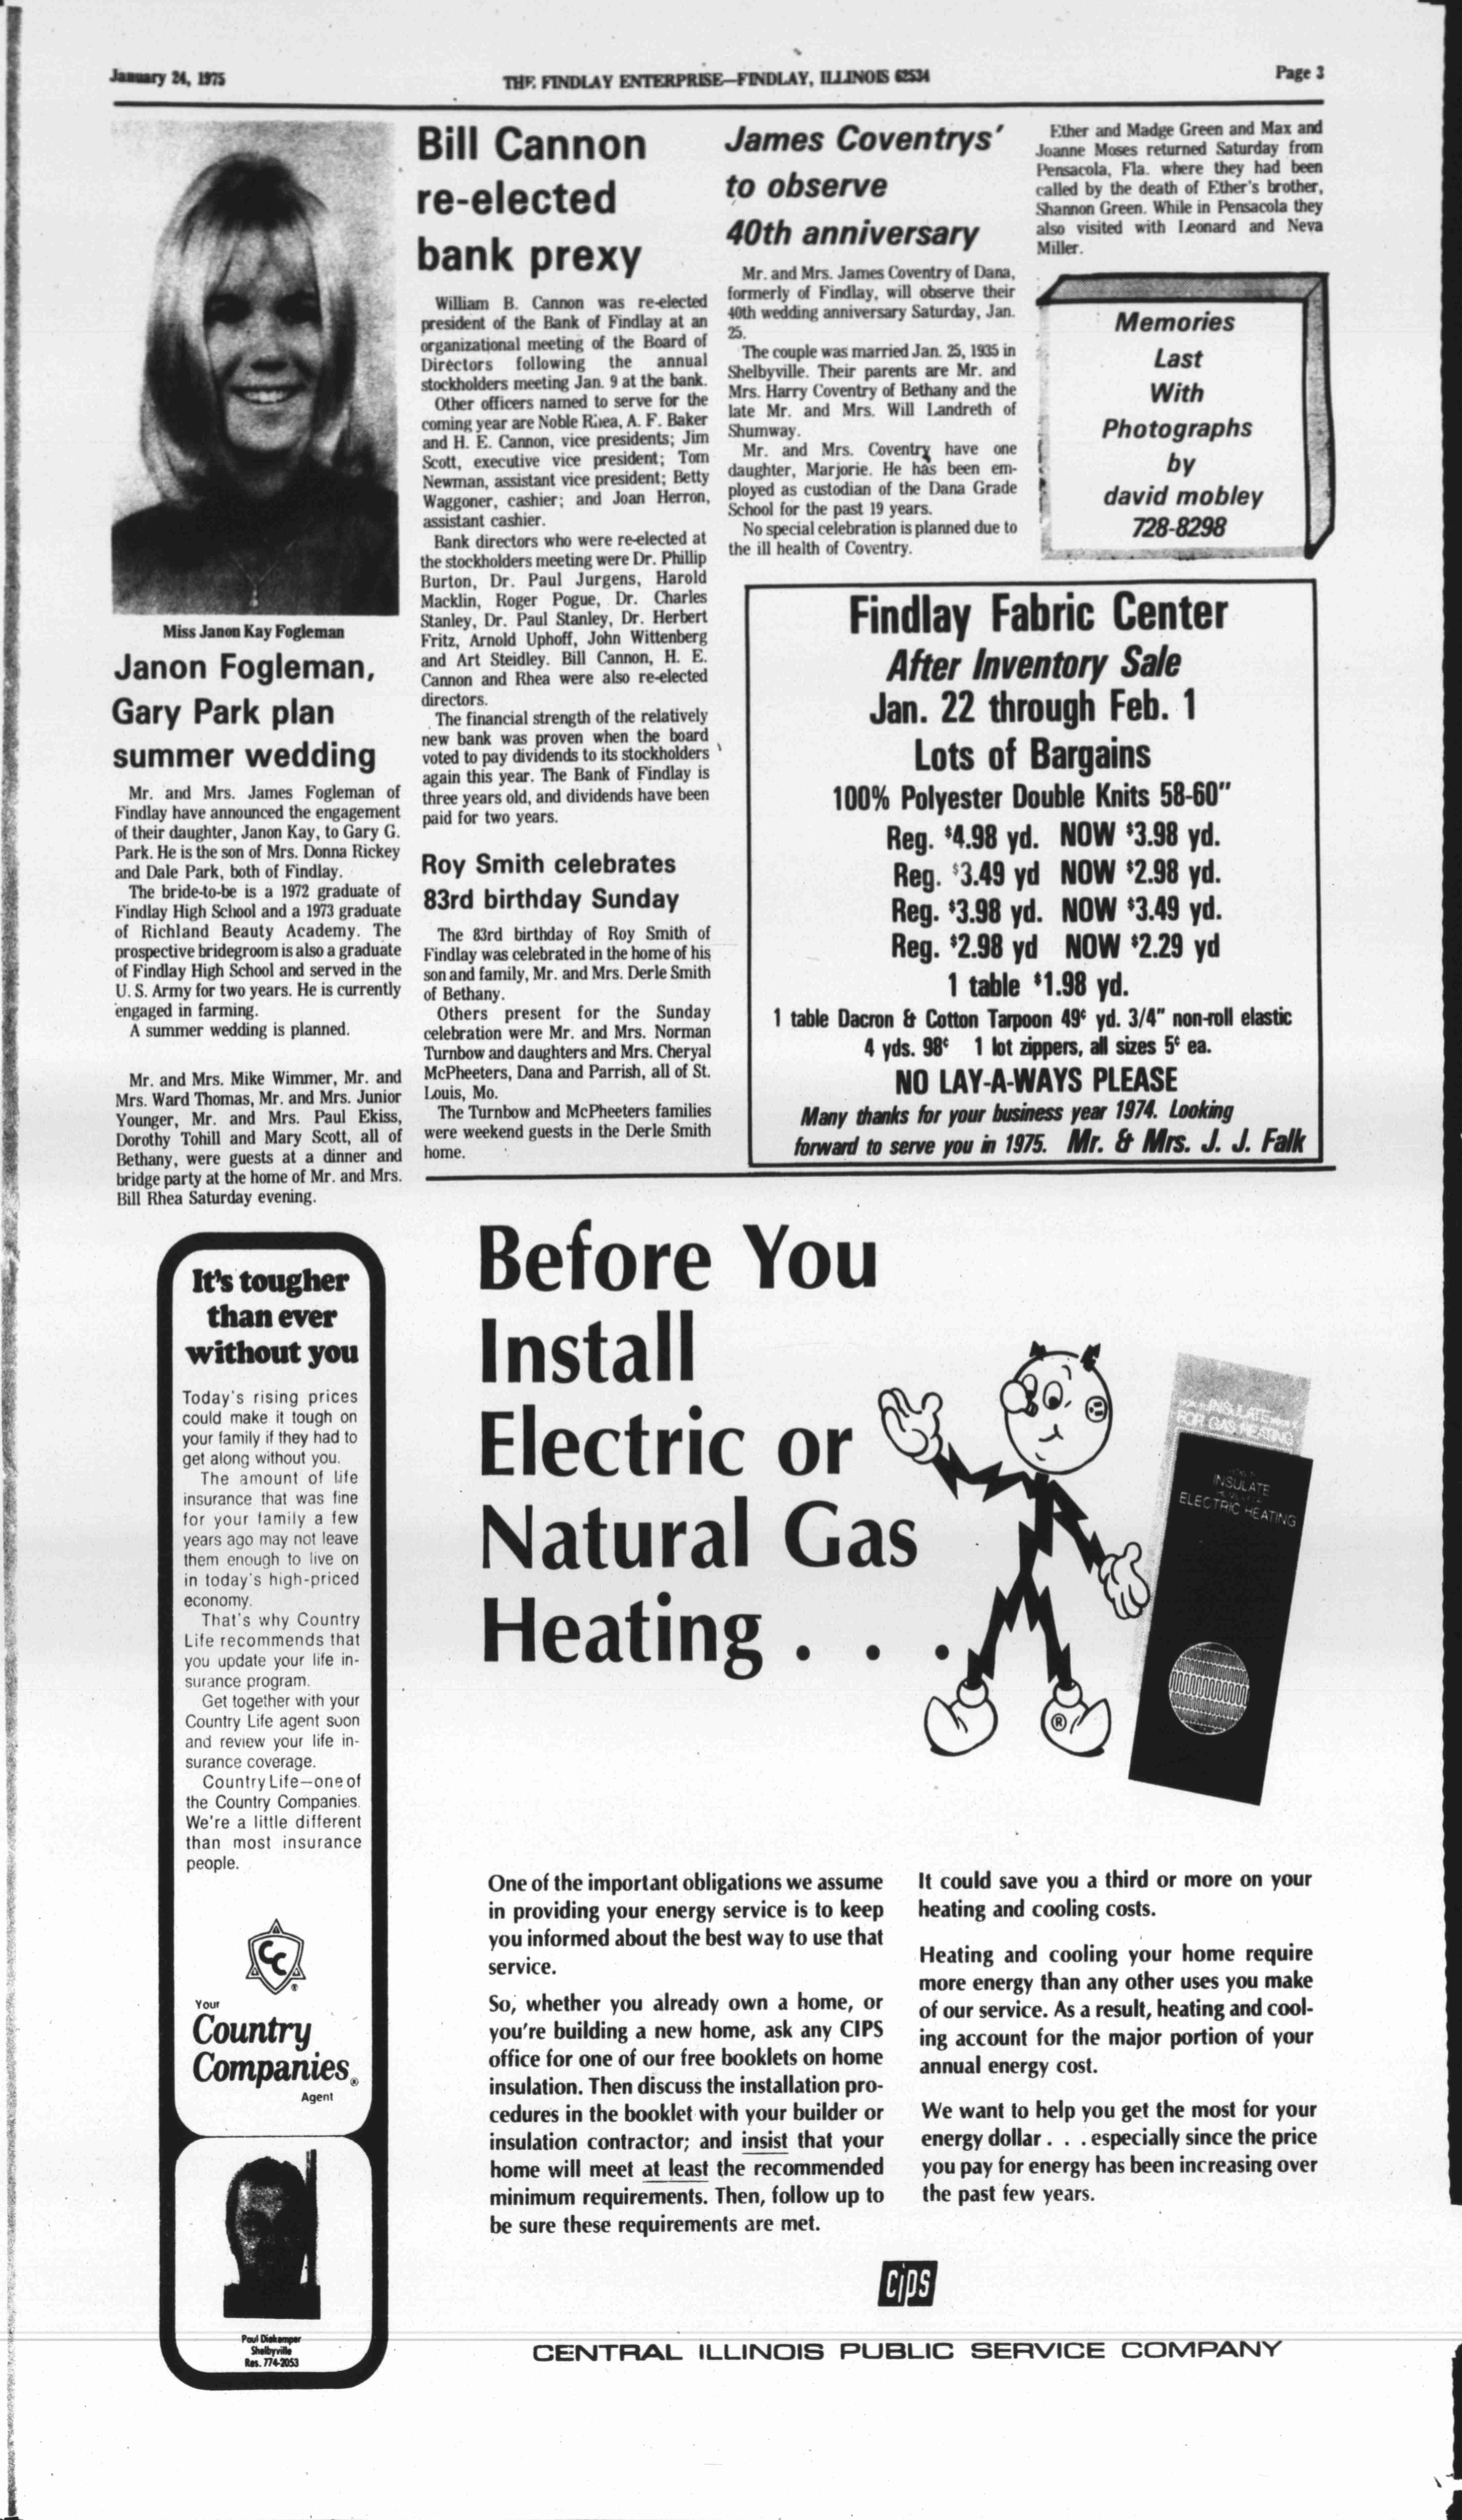 January 24, 1975
THE FINDLAY ENTERPRISE—FINDLAY, ILLINOIS 62534
Page 3
Miss Janon Kay Fogleman
Janon Fogleman,
Gary Park plan
summer wedding
Mr. and Mrs. James Fogleman of
Findlay have announced the engagement
of their daughter, Janon Kay, to Gary G.
Park. He is the son of Mrs. Donna Rickey
and Dale Park, both of Findlay.
The bride-to-be is a 1972 graduate of
Findlay High School and a 1973 graduate
of Richland Beauty Academy. The
prospective bridegroom is also a graduate
of Findlay High School and served in the
U. S. Army for two years. He is currently
engaged in farming.
A summer wedding is planned.
Mr. and Mrs. Mike Wimmer, Mr. and
Mrs. Ward Thomas, Mr. and Mrs. Junior
Younger, Mr. and Mrs. Paul Ekiss,
Dorothy Tohill and Mary Scott, all of
Bethany, were guests at a dinner and
bridge party at the home of Mr. and Mrs.
Bill Rhea Saturday evening.
Bill Cannon
re-elected
bank prexy
William B. Cannon was re-elected
president of the Bank of Findlay at an
organizational meeting of the Board of
Directors following the annual
stockholders meeting Jan. 9 at the bank.
Other officers named to serve for the
coming year are Noble Rhea, A. F. Baker
and H. E. Cannon, vice presidents; Jim
Scott, executive vice president; Tom
Newman, assistant vice president; Betty
Waggoner, cashier; and Joan Herron,
assistant cashier.
Bank directors who were re-elected at
the stockholders meeting were Dr. Phillip
Burton, Dr. Paul Jurgens, Harold
Macklin, Roger Pogue, Dr. Charles
Stanley, Dr. Paul Stanley, Dr. Herbert
Fritz, Arnold Uphoff, John Wittenberg
and Art Steidley. Bill Cannon, H. E.
Cannon and Rhea were also re-elected
directors.
The financial strength of the relatively
new bank was proven when the board
voted to pay dividends to its stockholders
again this year. The Bank of Findlay is
three years old, and dividends have been
paid for two years.
Roy Smith celebrates
83rd birthday Sunday
The 83rd birthday of Roy Smith of
Findlay was celebrated in the home of his
son and family, Mr. and Mrs. Derle Smith
of Bethany.
Others present for the Sunday
celebration were Mr. and Mrs. Norman
Turnbow and daughters and Mrs. Cheryal
McPheeters, Dana and Parrish, all of St.
Louis, Mo.
The Turnbow and McPheeters families
were weekend guests in the Derle Smith
home.
James Coventrys'
to observe
40th anniversary
Mr. and Mrs. James Coventry of Dana,
formerly of Findlay, will observe their
40th wedding anniversary Saturday, Jan.
25.
The couple was married Jan. 25, 1935 in
Shelbyville. Their parents are Mr. and
Mrs. Harry Coventry of Bethany and the
late Mr. and Mrs. Will Landreth of
Shumway.
Mr. and Mrs. Coventry have one
daughter, Marjorie. He has been em-
ployed as custodian of the Dana Grade
School for the past 19 years.
No special celebration is planned due to
the ill health of Coventry.
Ether and Madge Green and Max and
Joanne Moses returned Saturday from
Pensacola, Fla. where they had been
called by the death of Ether's brother,
Shannon Green. While in Pensacola they
also visited with Leonard and Neva
Miller.
Memories
Last
With
Photographs
by
david mobley
728-8298
Findlay Fabric Center
After Inventory Sale
Jan. 22 through Feb. 1
Lots of Bargains
100% Polyester Double Knits 58-60"
Reg. $4.98 yd. NOW $3.98 yd.
Reg. $3.49 yd NOW $2.98 yd.
Reg. $3.98 yd. NOW $3.49 yd.
Reg. $2.98 yd NOW $2.29 yd
1 table $1.98 yd.
1 table Dacron & Cotton Tarpoon 49¢ yd. 3/4" non-roll elastic
4 yds. 98¢ 1 lot zippers, all sizes 5¢ ea.
NO LAY-A-WAYS PLEASE
Many thanks for your business year 1974. Looking
forward to serve you in 1975. Mr. & Mrs. J. J. Falk
It's tougher
than ever
without you
Today's rising prices
could make it tough on
your family if they had to
get along without you.
The amount of life
insurance that was fine
for your family a few
years ago may not leave
them enough to live on
in today's high-priced
economy.
That's why Country
Life recommends that
you update your life in-
surance program.
Get together with your
Country Life agent soon
and review your life in-
surance coverage.
Country Life—one of
the Country Companies.
We're a little different
than most insurance
people.
CC
®
Your
Country
Companies®
Agent
Paul Diekemper
Shelbyville
Res. 774-2053
Before You
Install
Electric or
Natural Gas
Heating . . .
INSULATE
FOR GAS HEATING
INSULATE
ELECTRIC HEATING
®
One of the important obligations we assume
in providing your energy service is to keep
you informed about the best way to use that
service.
So, whether you already own a home, or
you're building a new home, ask any CIPS
office for one of our free booklets on home
insulation. Then discuss the installation pro-
cedures in the booklet with your builder or
insulation contractor; and insist that your
home will meet at least the recommended
minimum requirements. Then, follow up to
be sure these requirements are met.
It could save you a third or more on your
heating and cooling costs.
Heating and cooling your home require
more energy than any other uses you make
of our service. As a result, heating and cool-
ing account for the major portion of your
annual energy cost.
We want to help you get the most for your
energy dollar . . . especially since the price
you pay for energy has been increasing over
the past few years.
CIPS
CENTRAL ILLINOIS PUBLIC SERVICE COMPANY